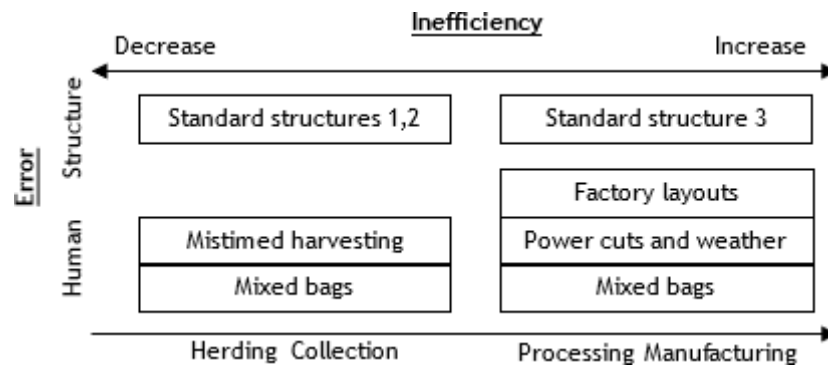 Inefficiency
Decrease Increase
Structure
Standard structures 1,2 Standard structure 3
Error
Factory layouts
Human
Mistimed harvesting Power cuts and weather
Mixed bags Mixed bags
Herding Collection Processing Manufacturing